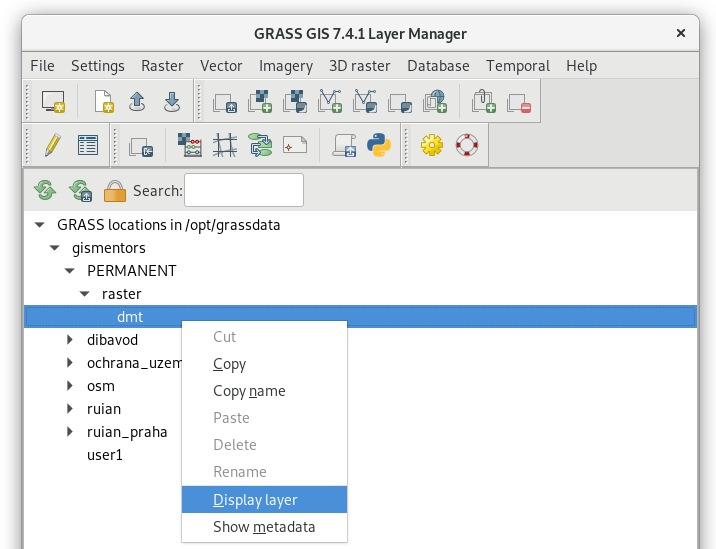 GRASS GIS 7.4.1 Layer Manager
File Settings Raster Vector Imagery 3D raster Database Temporal Help
Search:
GRASS locations in /opt/grassdata
gismentors
PERMANENT
raster
dmt
dibavod
ochrana_uzem
osm
ruian
ruian_praha
user1
Cut
Copy
Copy name
Paste
Delete
Rename
Display layer
Show metadata